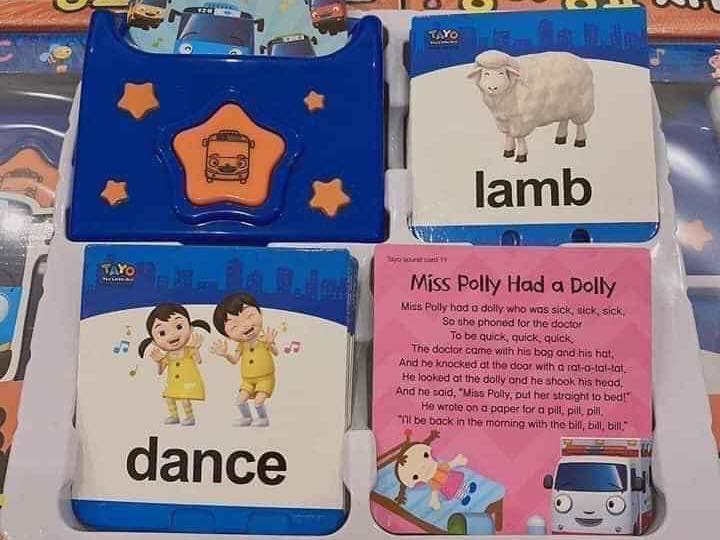 TAYO
lamb
TAYO
dance
Tayo sound card 19
Miss Polly Had a Dolly
Miss Polly had a dolly who was sick, sick, sick,
So she phoned for the doctor
To be quick, quick, quick,
The doctor came with his bag and his hat,
And he knocked at the door with a rat-a-tat-tat,
He looked at the dolly and he shook his head,
And he said, "Miss Polly, put her straight to bed!"
He wrote on a paper for a pill, pill, pill,
"I'll be back in the morning with the bill, bill, bill."